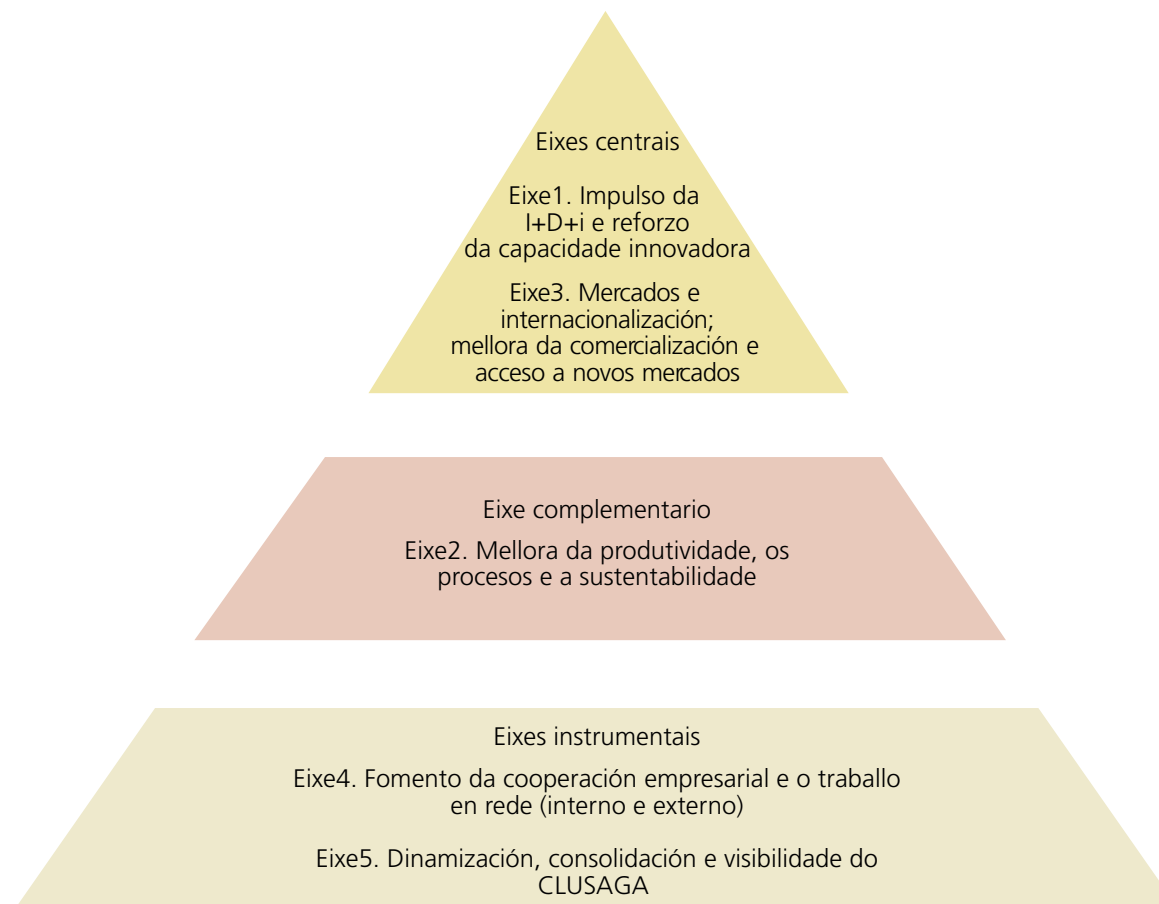 Eixes centrais
Eixe1. Impulso da
I+D+i e reforzo
da capacidade innovadora
Eixe3. Mercados e
internacionalización;
mellora da comercialización e
acceso a novos mercados
Eixe complementario
Eixe2. Mellora da produtividade, os
procesos e a sustentabilidade
Eixes instrumentais
Eixe4. Fomento da cooperación empresarial e o traballo
en rede (interno e externo)
Eixe5. Dinamización, consolidación e visibilidade do
CLUSAGA